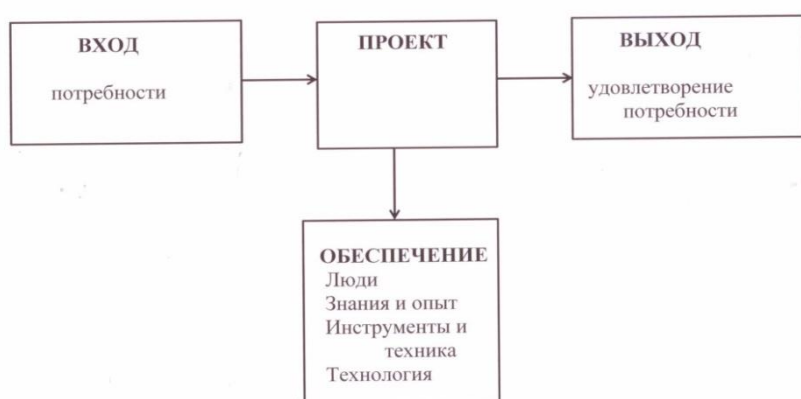 ВХОД
потребности
ПРОЕКТ
ВЫХОД
удовлетворение
потребности
ОБЕСПЕЧЕНИЕ
Люди
Знания и опыт
Инструменты и
техника
Технология